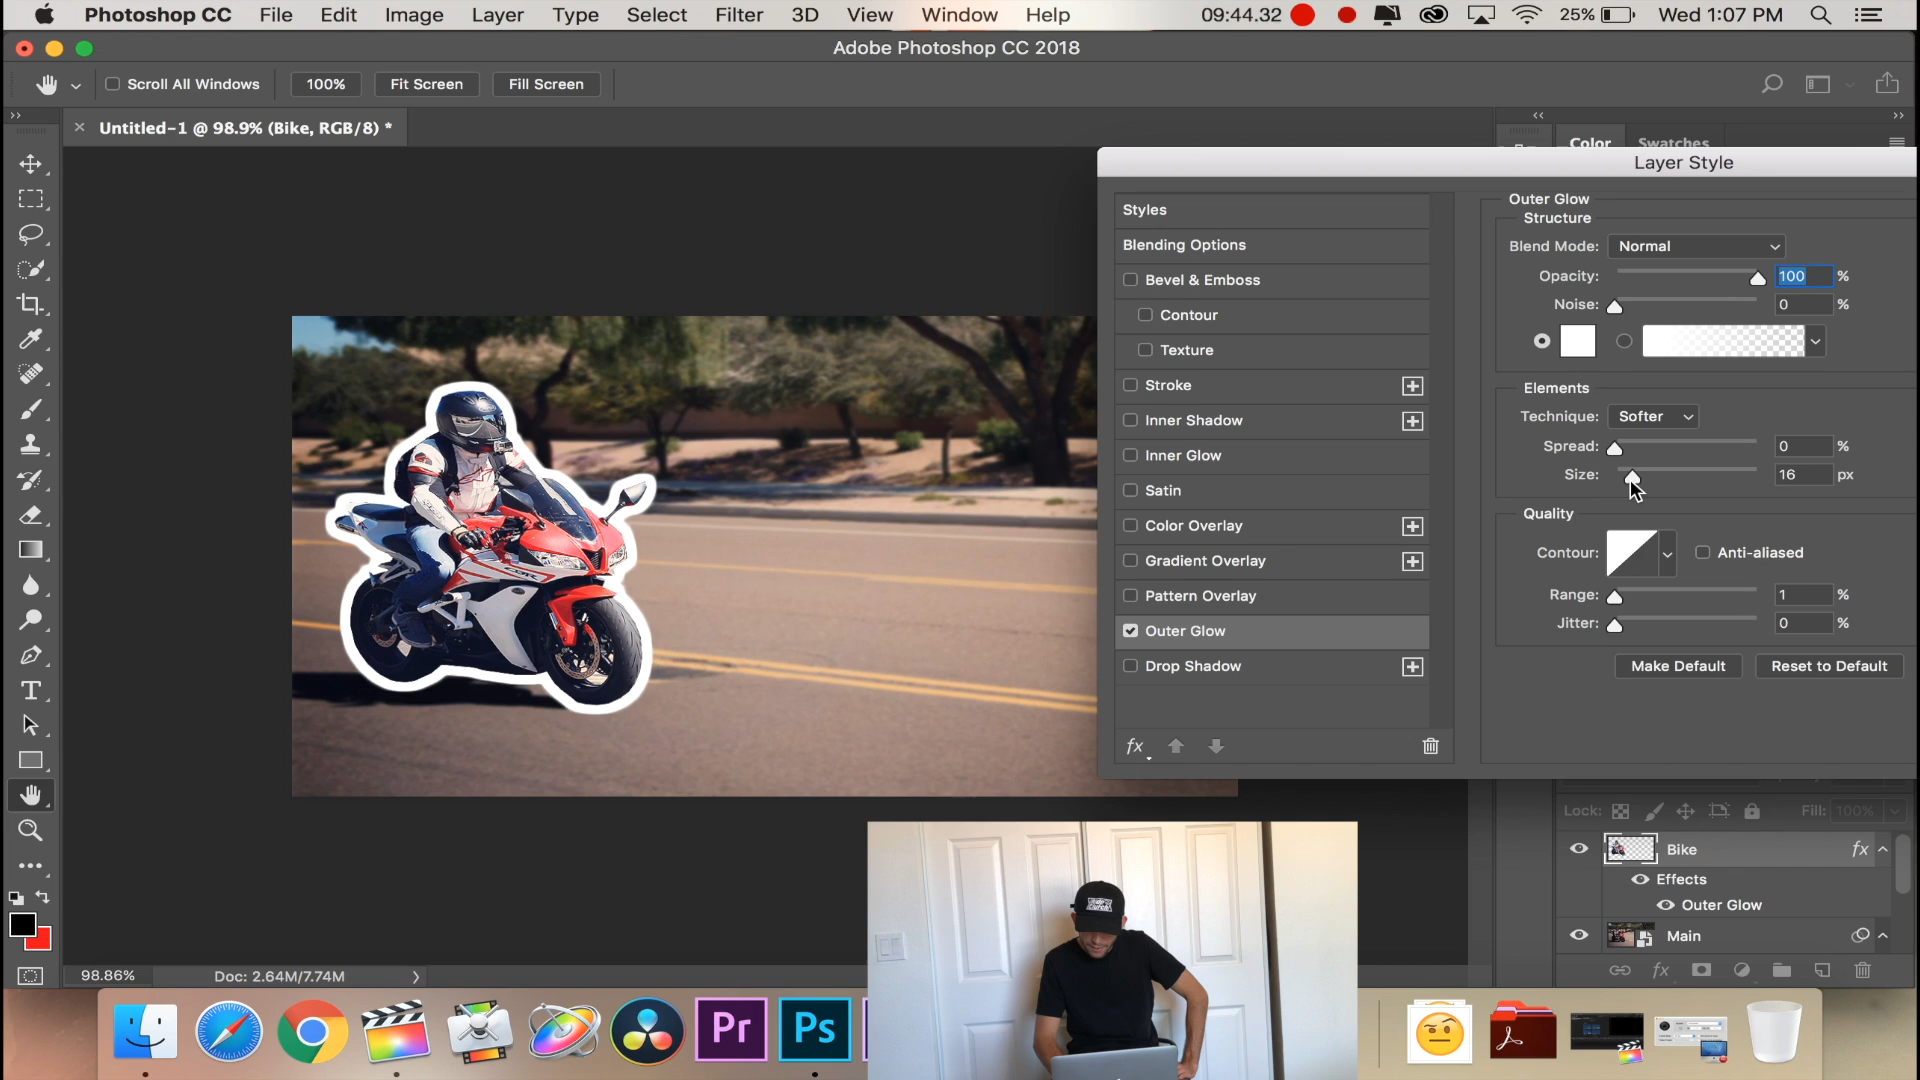 Photoshop CC File Edit Image Layer Type Select Filter 3D View Window Help 09:44.32 25% Wed 1:07 PM
Adobe Photoshop CC 2018
Scroll All Windows 100% Fit Screen Fill Screen
Untitled-1 @ 98.9% (Bike, RGB/8) *
Color Swatches
Layer Style
Styles
Blending Options
Bevel & Emboss
Contour
Texture
Stroke
Inner Shadow
Inner Glow
Satin
Color Overlay
Gradient Overlay
Pattern Overlay
Outer Glow
Drop Shadow
fx
Outer Glow
Structure
Blend Mode: Normal
Opacity: 100 %
Noise: 0 %
Elements
Technique: Softer
Spread: 0 %
Size: 16 px
Quality
Contour: Anti-aliased
Range: 1 %
Jitter: 0 %
Make Default Reset to Default
Lock: Fill: 100%
Bike fx
Effects
Outer Glow
Main
fx
T
98.86% Doc: 2.64M/7.74M
Pr Ps